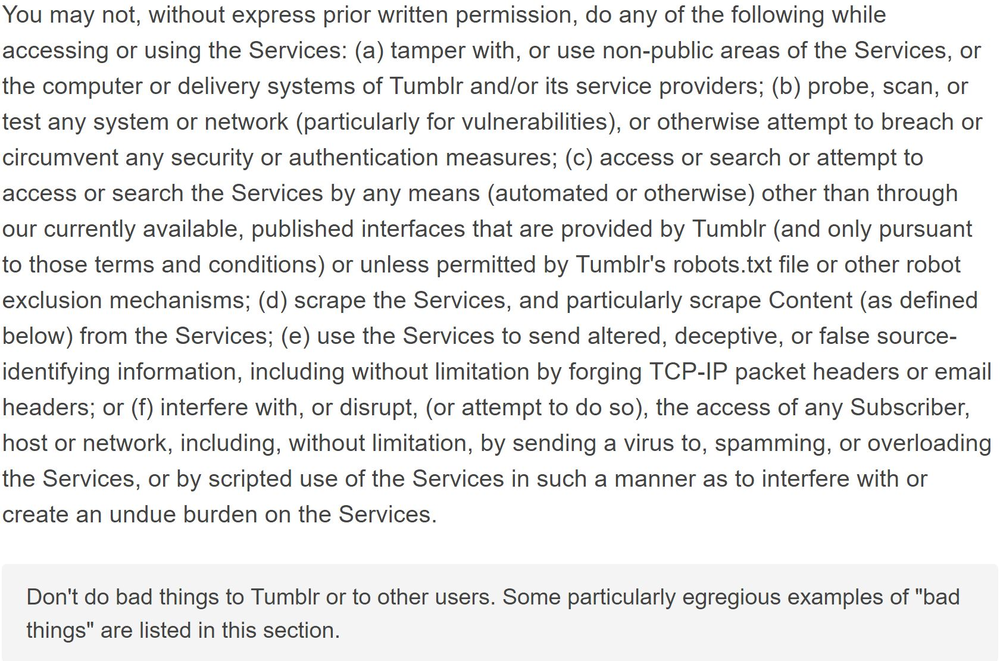 You may not, without express prior written permission, do any of the following while
accessing or using the Services: (a) tamper with, or use non-public areas of the Services, or
the computer or delivery systems of Tumblr and/or its service providers; (b) probe, scan, or
test any system or network (particularly for vulnerabilities), or otherwise attempt to breach or
circumvent any security or authentication measures; (c) access or search or attempt to
access or search the Services by any means (automated or otherwise) other than through
our currently available, published interfaces that are provided by Tumblr (and only pursuant
to those terms and conditions) or unless permitted by Tumblr's robots.txt file or other robot
exclusion mechanisms; (d) scrape the Services, and particularly scrape Content (as defined
below) from the Services; (e) use the Services to send altered, deceptive, or false source-
identifying information, including without limitation by forging TCP-IP packet headers or email
headers; or (f) interfere with, or disrupt, (or attempt to do so), the access of any Subscriber,
host or network, including, without limitation, by sending a virus to, spamming, or overloading
the Services, or by scripted use of the Services in such a manner as to interfere with or
create an undue burden on the Services.
Don't do bad things to Tumblr or to other users. Some particularly egregious examples of "bad
things" are listed in this section.